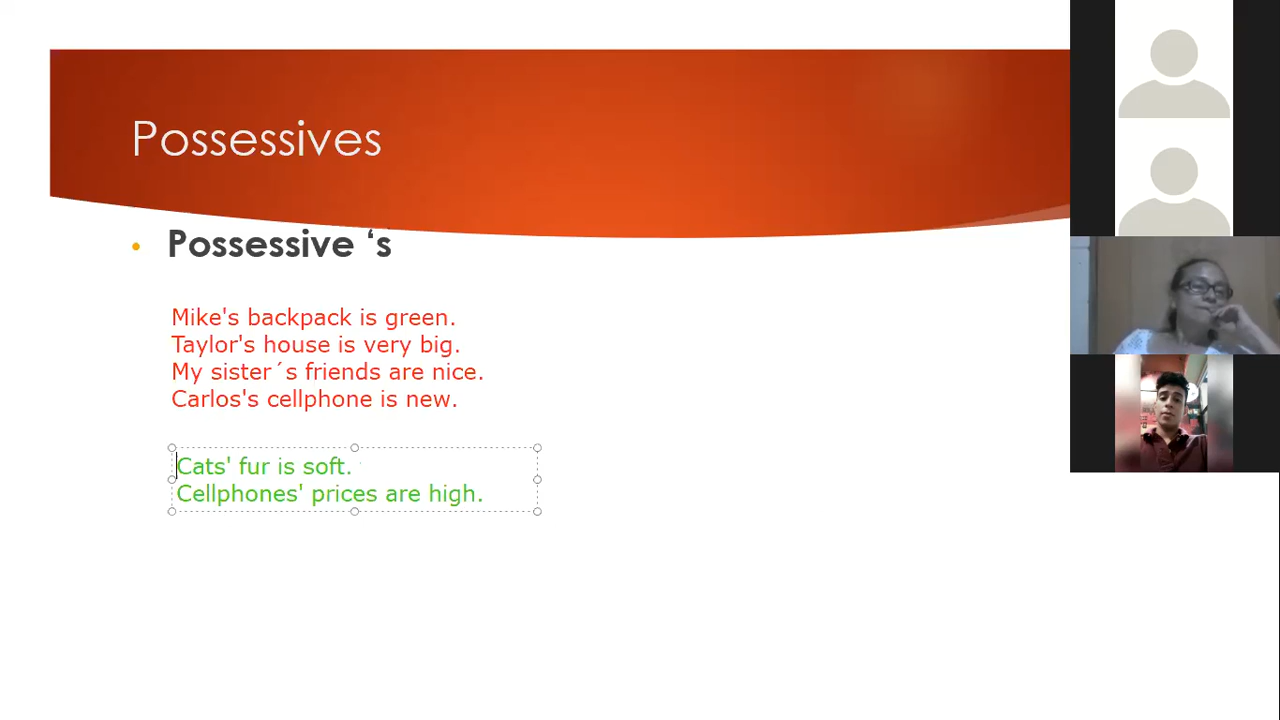 Possessives
• Possessive ‘s
Mike's backpack is green.
Taylor's house is very big.
My sister´s friends are nice.
Carlos's cellphone is new.
Cats' fur is soft.
Cellphones' prices are high.